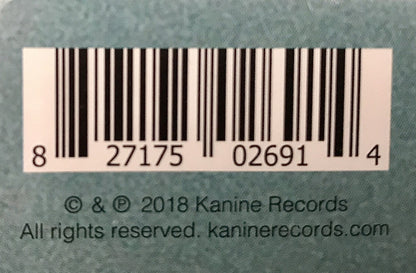 8 27175 02691 4
© & ℗ 2018 Kanine Records
All rights reserved. kaninerecords.com